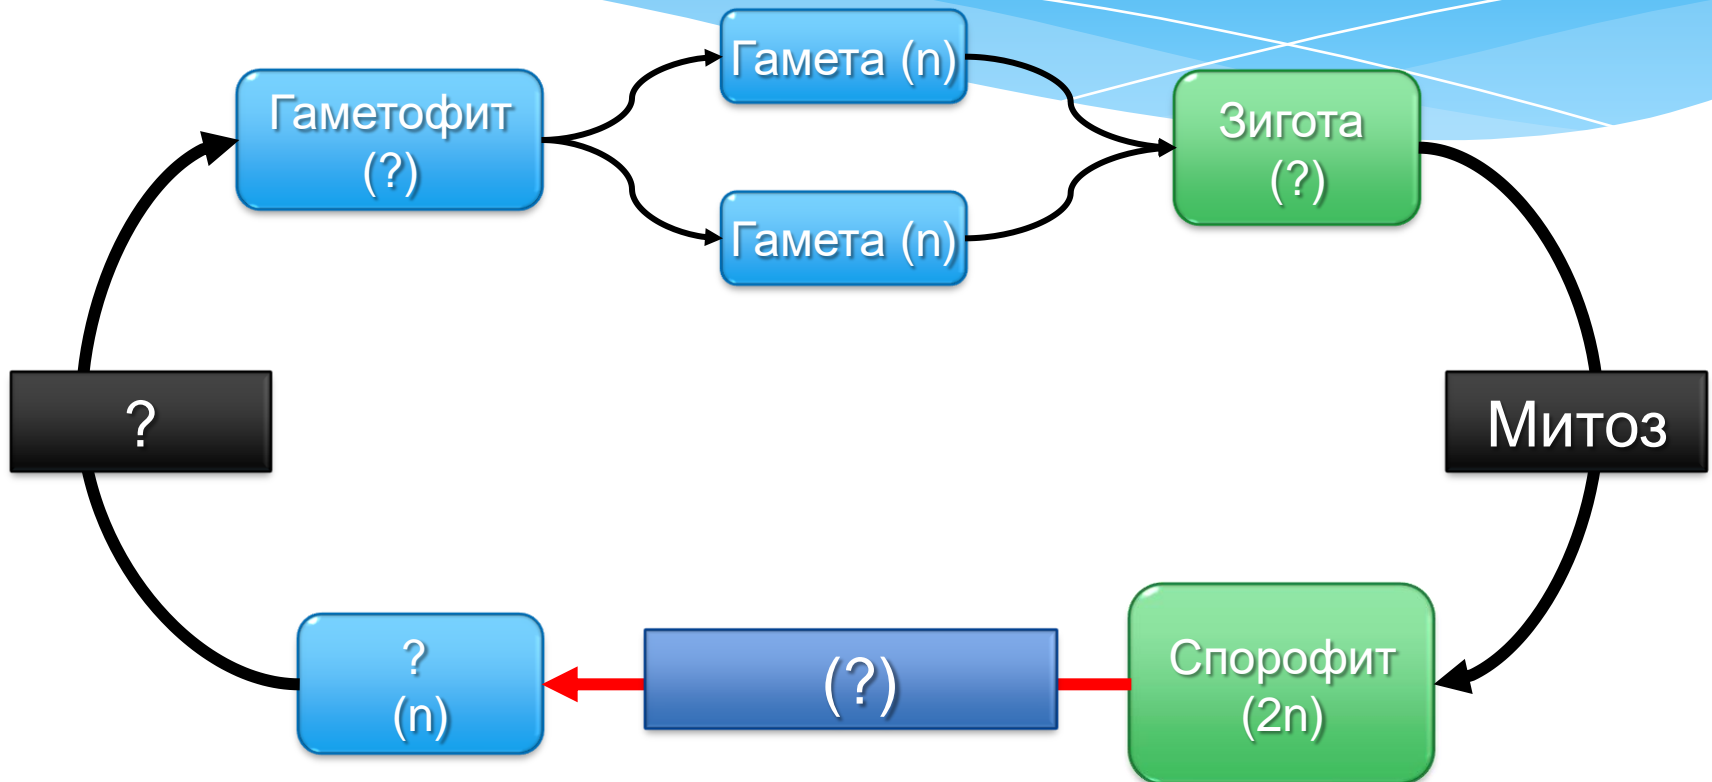 Гамета (n)
Гаметофит
(?)
Зигота
(?)
Гамета (n)
?
Митоз
?
(n)
(?)
Спорофит
(2n)